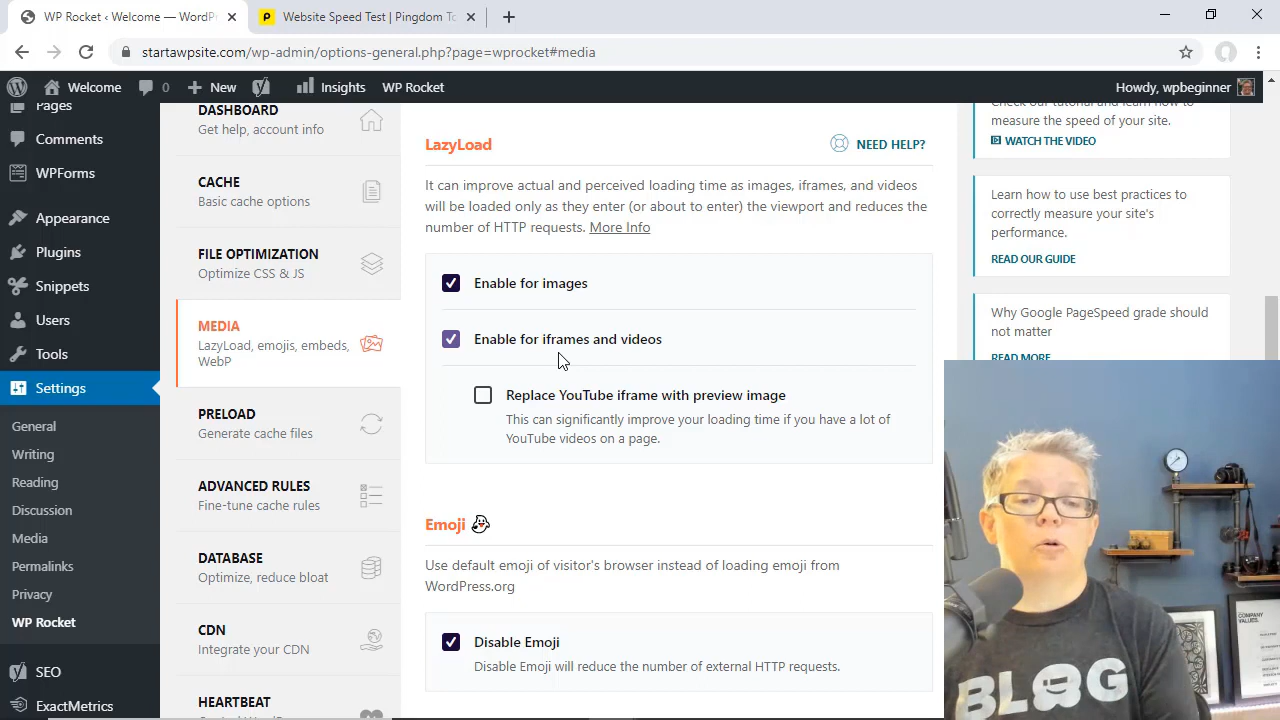 WP Rocket ‹ Welcome — WordPr
Website Speed Test | Pingdom To
startawpsite.com/wp-admin/options-general.php?page=wprocket#media
Welcome
0
New
Insights
WP Rocket
Howdy, wpbeginner
Pages
Comments
WPForms
Appearance
Plugins
Snippets
Users
Tools
Settings
General
Writing
Reading
Discussion
Media
Permalinks
Privacy
WP Rocket
SEO
ExactMetrics
DASHBOARD
Get help, account info
CACHE
Basic cache options
FILE OPTIMIZATION
Optimize CSS & JS
MEDIA
LazyLoad, emojis, embeds,
WebP
PRELOAD
Generate cache files
ADVANCED RULES
Fine-tune cache rules
DATABASE
Optimize, reduce bloat
CDN
Integrate your CDN
HEARTBEAT
LazyLoad
NEED HELP?
It can improve actual and perceived loading time as images, iframes, and videos
will be loaded only as they enter (or about to enter) the viewport and reduces the
number of HTTP requests. More Info
Enable for images
Enable for iframes and videos
Replace YouTube iframe with preview image
This can significantly improve your loading time if you have a lot of
YouTube videos on a page.
Emoji
Use default emoji of visitor's browser instead of loading emoji from
WordPress.org
Disable Emoji
Disable Emoji will reduce the number of external HTTP requests.
Check our tutorial and learn how to
measure the speed of your site.
WATCH THE VIDEO
Learn how to use best practices to
correctly measure your site's
performance.
READ OUR GUIDE
Why Google PageSpeed grade should
not matter
READ MORE
COMPANY
VALUES
BLOG